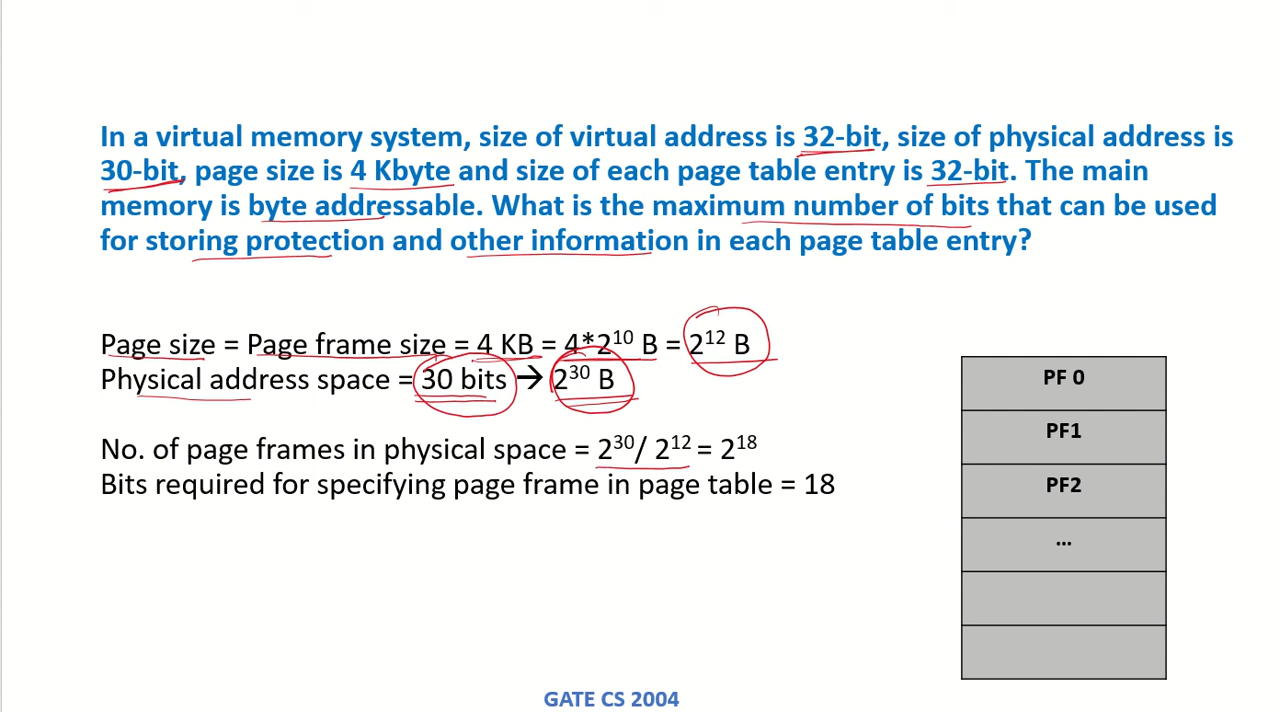 In a virtual memory system, size of virtual address is 32-bit, size of physical address is
30-bit, page size is 4 Kbyte and size of each page table entry is 32-bit. The main
memory is byte addressable. What is the maximum number of bits that can be used
for storing protection and other information in each page table entry?
Page size = Page frame size = 4 KB = 4*2¹⁰ B = 2¹² B
Physical address space = 30 bits → 2³⁰ B
No. of page frames in physical space = 2³⁰/ 2¹² = 2¹⁸
Bits required for specifying page frame in page table = 18
PF 0
PF1
PF2
...
GATE CS 2004